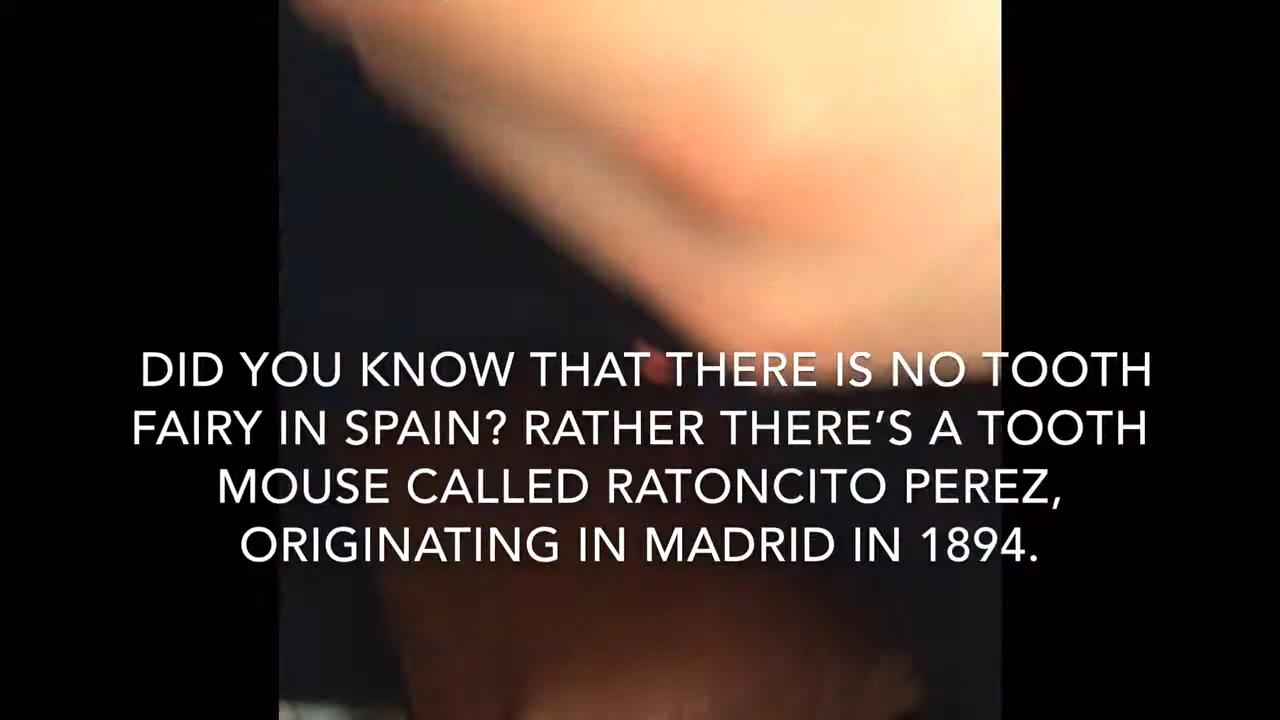 DID YOU KNOW THAT THERE IS NO TOOTH
FAIRY IN SPAIN? RATHER THERE’S A TOOTH
MOUSE CALLED RATONCITO PEREZ,
ORIGINATING IN MADRID IN 1894.